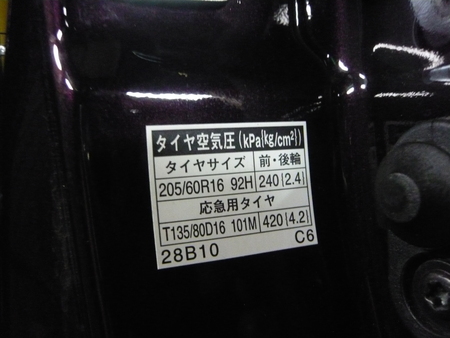 タイヤ空気圧(kPa{kg/cm²})
タイヤサイズ 前・後輪
205/60R16 92H 240{2.4}
応急用タイヤ
T135/80D16 101M 420{4.2}
28B10 C6